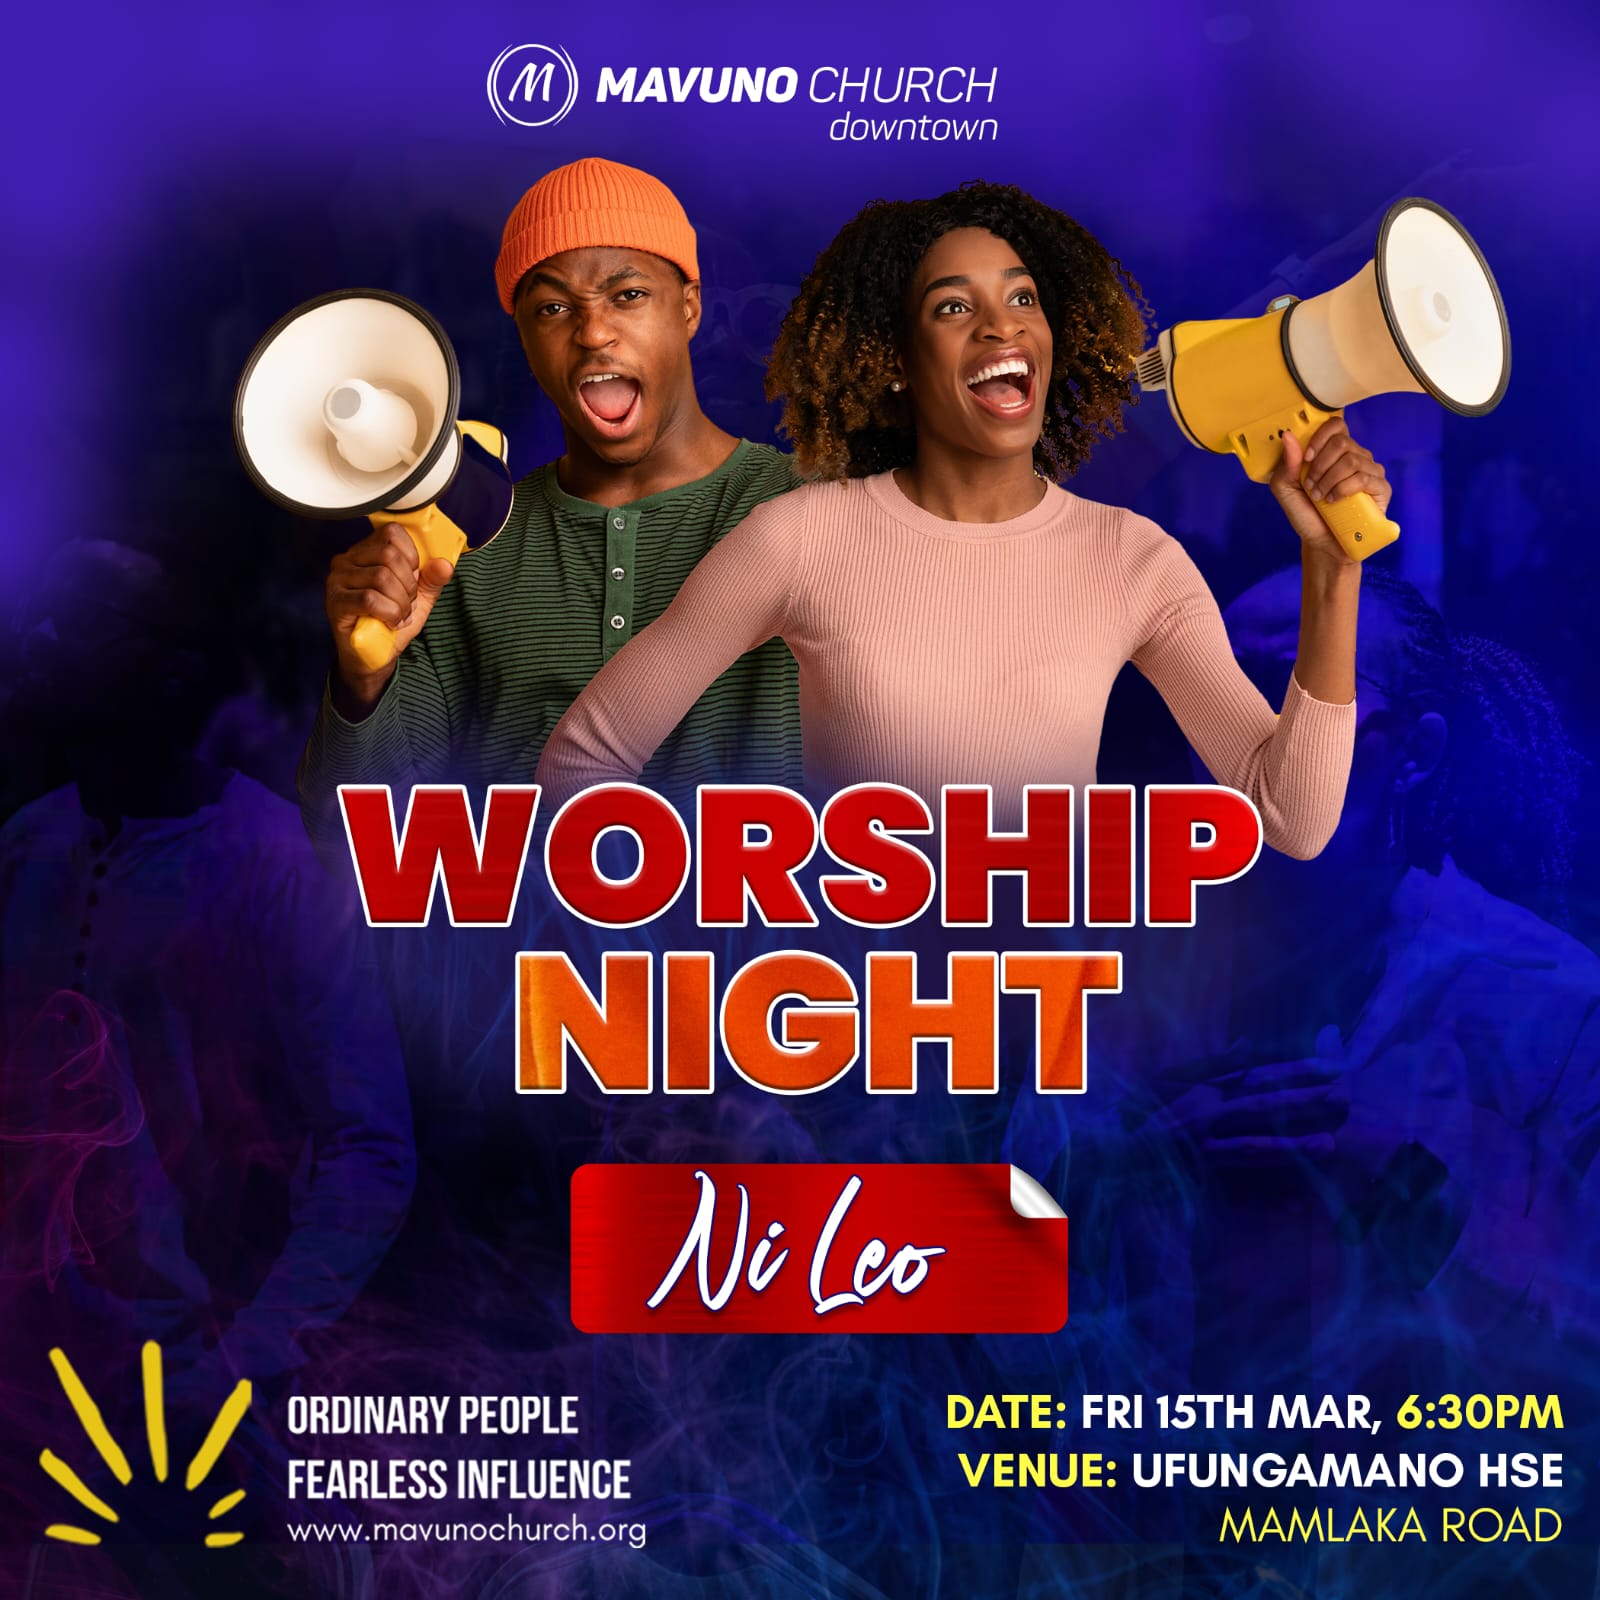 M MAVUNO CHURCH
downtown
WORSHIP
NIGHT
Ni Leo
ORDINARY PEOPLE
FEARLESS INFLUENCE
www.mavunochurch.org
DATE: FRI 15TH MAR, 6:30PM
VENUE: UFUNGAMANO HSE
MAMLAKA ROAD